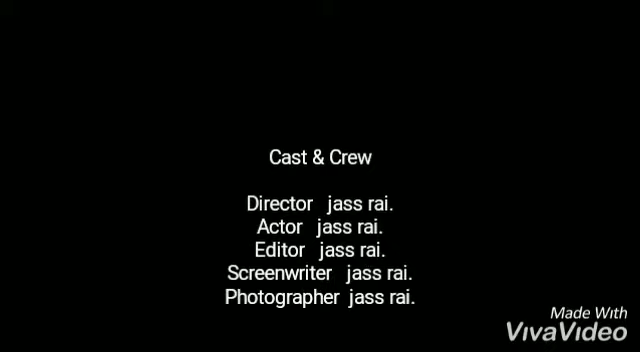 Cast & Crew
Director jass rai.
Actor jass rai.
Editor jass rai.
Screenwriter jass rai.
Photographer jass rai.
Made With
VivaVideo